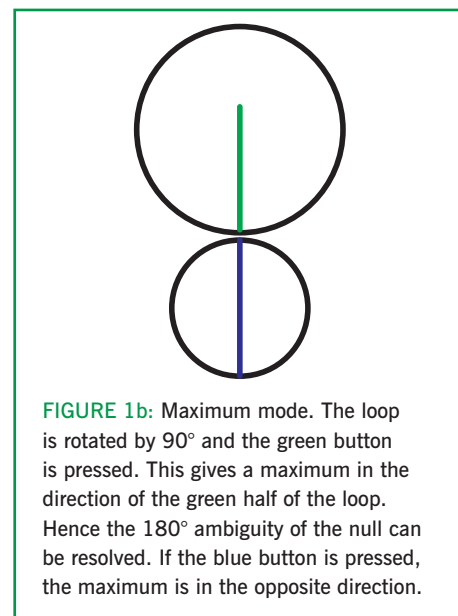 FIGURE 1b: Maximum mode. The loop
is rotated by 90° and the green button
is pressed. This gives a maximum in the
direction of the green half of the loop.
Hence the 180° ambiguity of the null can
be resolved. If the blue button is pressed,
the maximum is in the opposite direction.